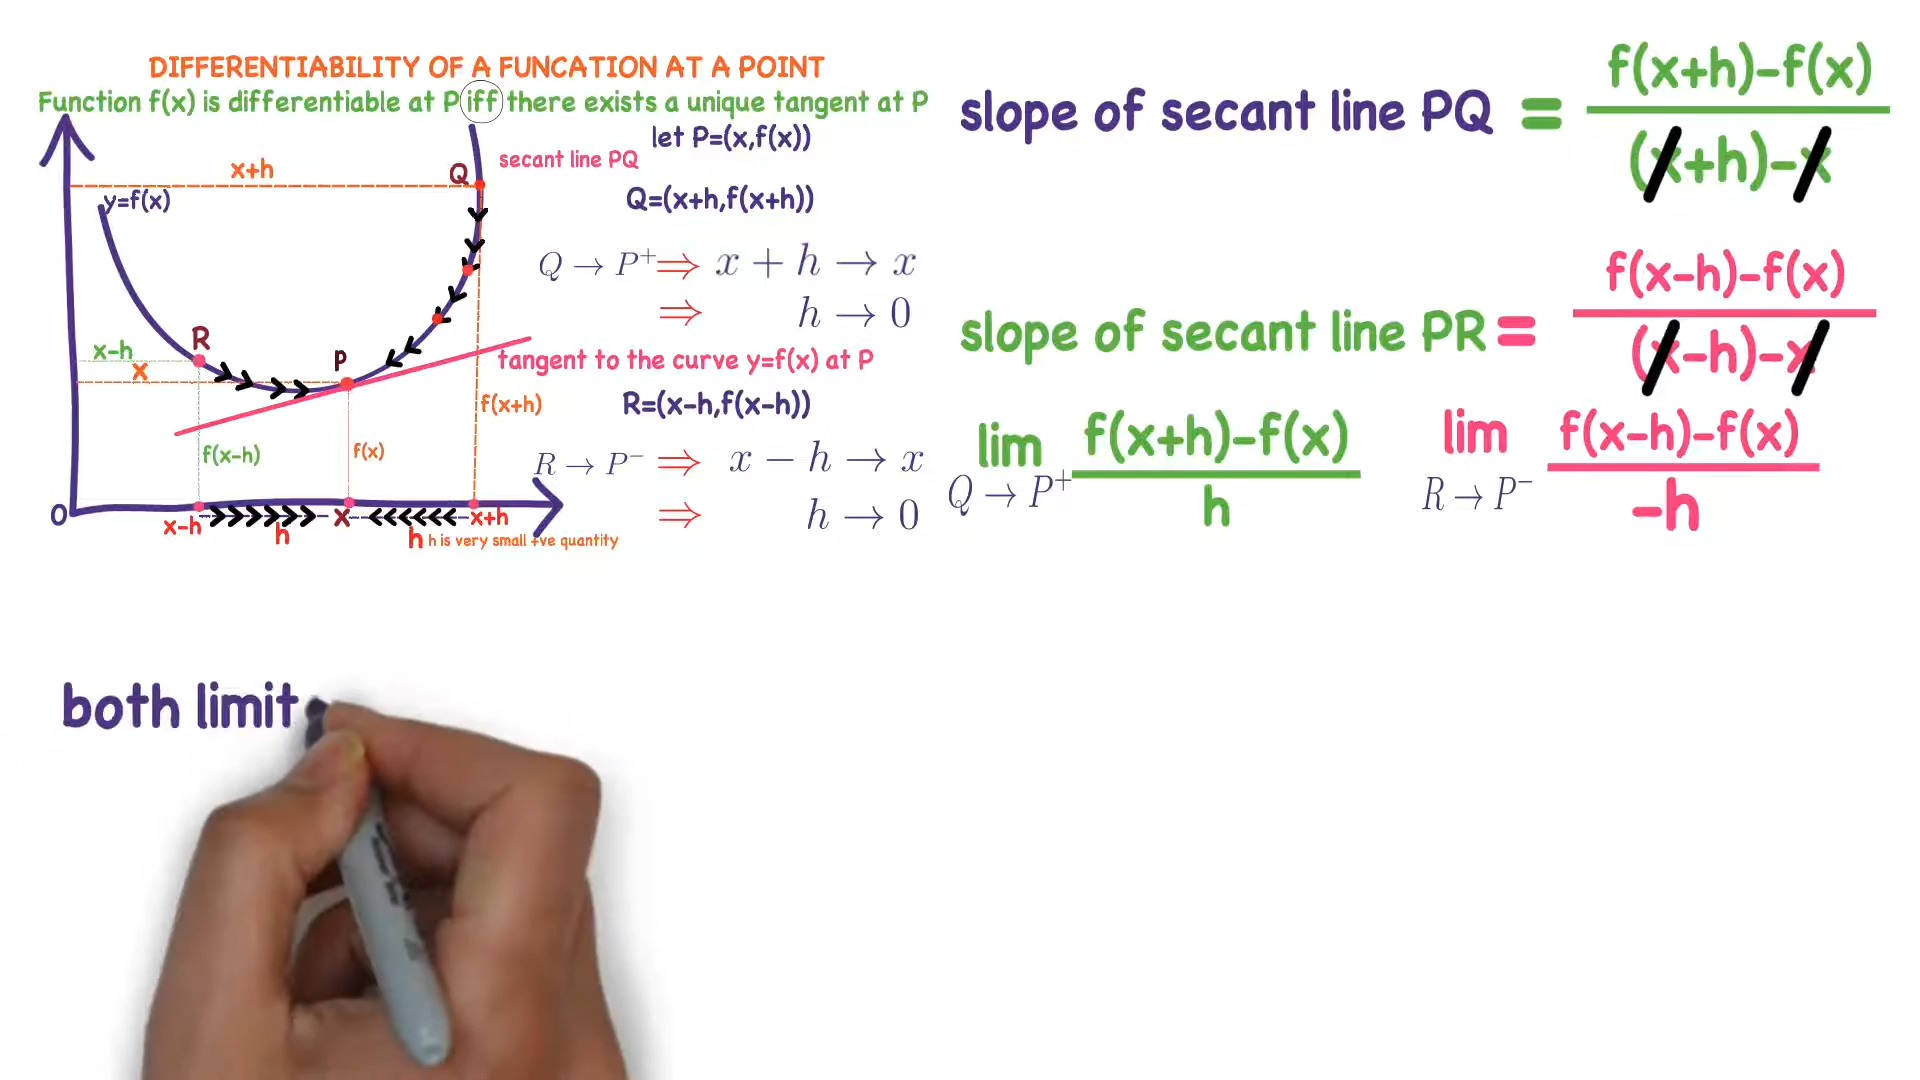 DIFFERENTIABILITY OF A FUNCATION AT A POINT
Function f(x) is differentiable at P iff there exists a unique tangent at P
let P=(x,f(x))
secant line PQ
x+h
Q
y=f(x)
Q=(x+h,f(x+h))
Q → P⁺ ⇒ x + h → x
⇒ h → 0
R
P
x-h
x
tangent to the curve y=f(x) at P
R=(x-h,f(x-h))
f(x+h)
f(x-h)
f(x)
R → P⁻ ⇒ x − h → x
⇒ h → 0
O
x-h
x
x+h
h
h
h is very small +ve quantity
slope of secant line PQ = f(x+h)-f(x)
(x+h)-x
slope of secant line PR = f(x-h)-f(x)
(x-h)-x
lim f(x+h)-f(x)
Q → P⁺
h
lim f(x-h)-f(x)
R → P⁻
-h
both limit